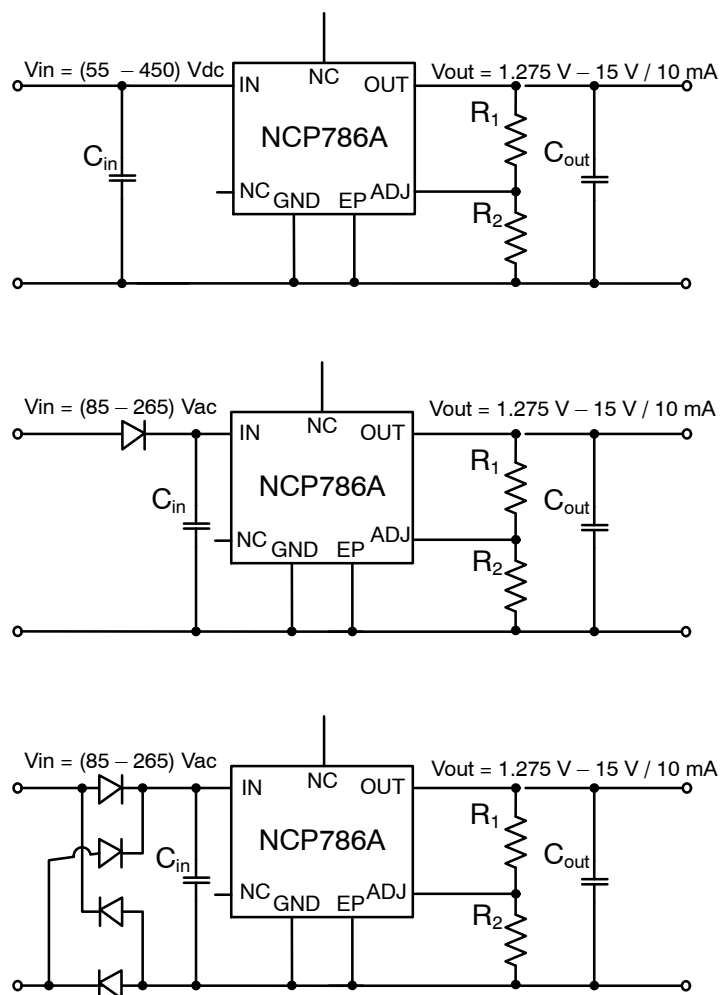 Vin = (55 – 450) Vdc
Vout = 1.275 V – 15 V / 10 mA
IN
NC
OUT
R1
Cin
NCP786A
Cout
NC
GND
EP
ADJ
R2
Vin = (85 – 265) Vac
Vout = 1.275 V – 15 V / 10 mA
IN
NC
OUT
R1
Cin
NCP786A
Cout
NC
GND
EP
ADJ
R2
Vin = (85 – 265) Vac
Vout = 1.275 V – 15 V / 10 mA
IN
NC
OUT
R1
Cin
NCP786A
Cout
NC
GND
EP
ADJ
R2